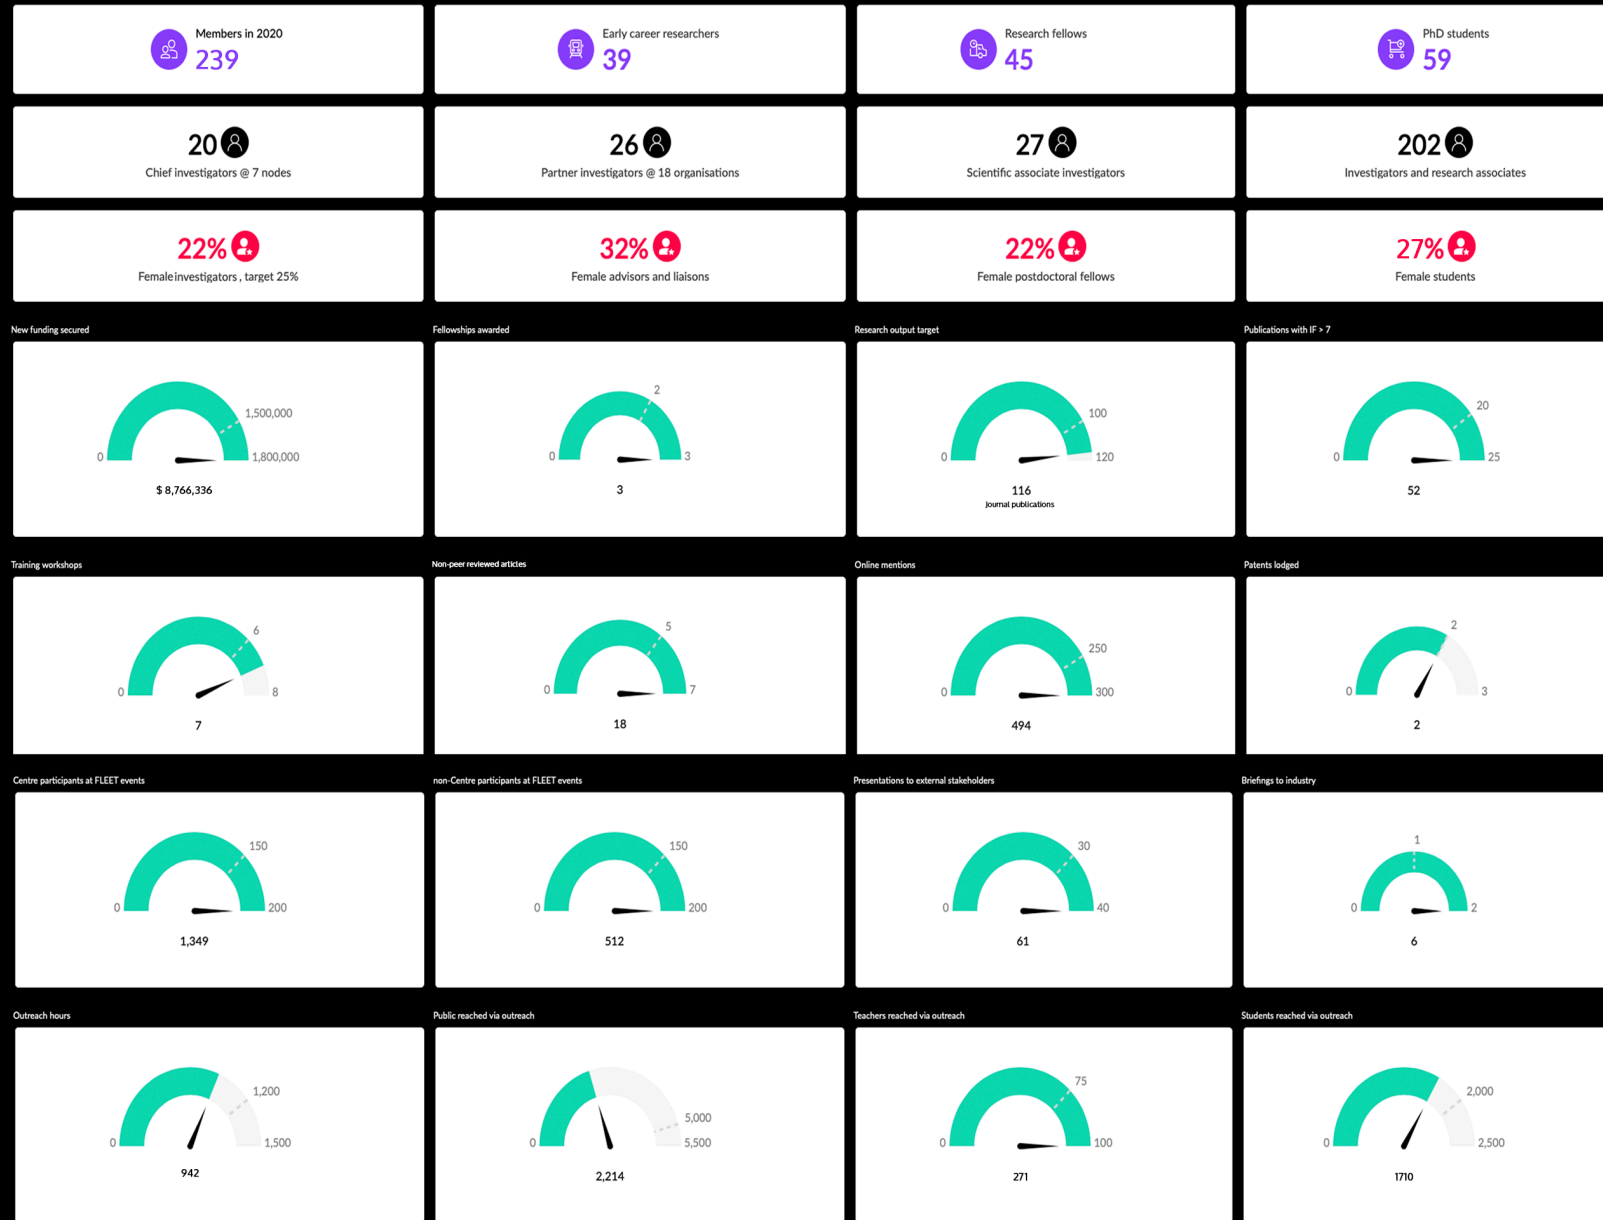 Members in 2020
239
Early career researchers
39
Research fellows
45
PhD students
59
20
Chief investigators @ 7 nodes
26
Partner investigators @ 18 organisations
27
Scientific associate investigators
202
Investigators and research associates
22%
Female investigators , target 25%
32%
Female advisors and liaisons
22%
Female postdoctoral fellows
27%
Female students
New funding secured
1,500,000
0
1,800,000
$ 8,766,336
Fellowships awarded
2
0
3
3
Research output target
100
0
120
116
Journal publications
Publications with IF > 7
20
0
25
52
Training workshops
6
0
8
7
Non-peer reviewed articles
5
0
7
18
Online mentions
250
0
300
494
Patents lodged
2
0
3
2
Centre participants at FLEET events
150
0
200
1,349
non-Centre participants at FLEET events
150
0
200
512
Presentations to external stakeholders
30
0
40
61
Briefings to industry
1
0
2
6
Outreach hours
1,200
0
1,500
942
Public reached via outreach
5,000
0
5,500
2,214
Teachers reached via outreach
75
0
100
271
Students reached via outreach
2,000
0
2,500
1710